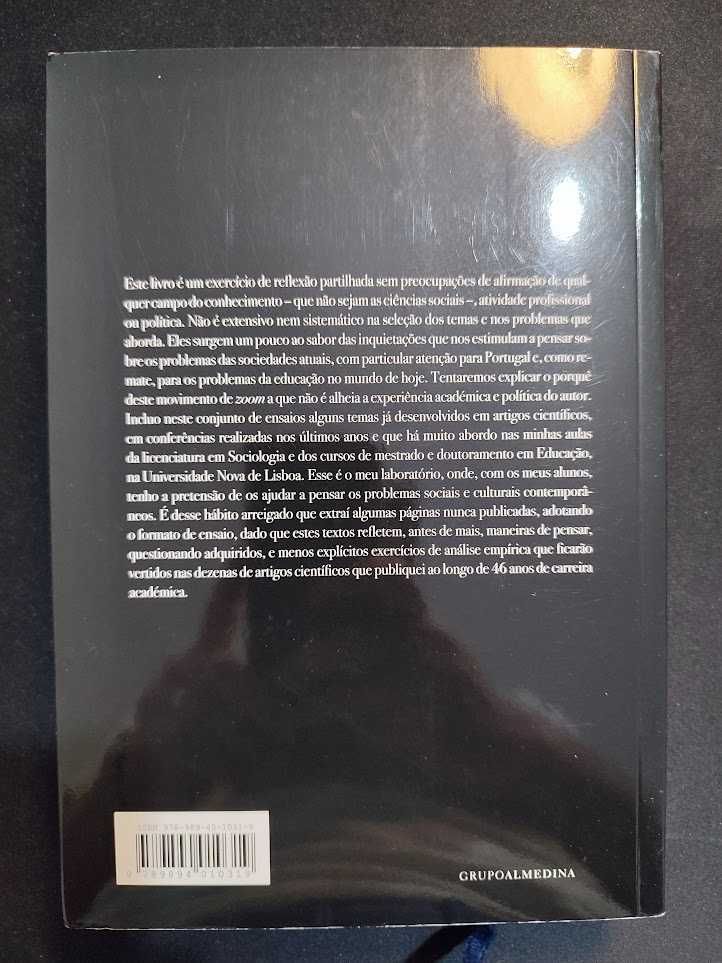 Este livro é um exercício de reflexão partilhada sem preocupações de afirmação de qual-
quer campo do conhecimento – que não sejam as ciências sociais –, atividade profissional
ou política. Não é extensivo nem sistemático na seleção dos temas e nos problemas que
aborda. Eles surgem um pouco ao sabor das inquietações que nos estimulam a pensar so-
bre os problemas das sociedades atuais, com particular atenção para Portugal e, como re-
mate, para os problemas da educação no mundo de hoje. Tentaremos explicar o porquê
deste movimento de zoom a que não é alheia a experiência académica e política do autor.
Incluo neste conjunto de ensaios alguns temas já desenvolvidos em artigos científicos,
em conferências realizadas nos últimos anos e que há muito abordo nas minhas aulas
da licenciatura em Sociologia e dos cursos de mestrado e doutoramento em Educação,
na Universidade Nova de Lisboa. Esse é o meu laboratório, onde, com os meus alunos,
tenho a pretensão de os ajudar a pensar os problemas sociais e culturais contemporâ-
neos. É desse hábito arreigado que extraí algumas páginas nunca publicadas, adotando
o formato de ensaio, dado que estes textos refletem, antes de mais, maneiras de pensar,
questionando adquiridos, e menos explícitos exercícios de análise empírica que ficarão
vertidos nas dezenas de artigos científicos que publiquei ao longo de 46 anos de carreira
académica.
ISBN 978-989-40-1031-9
9 789894 010319
GRUPOALMEDINA